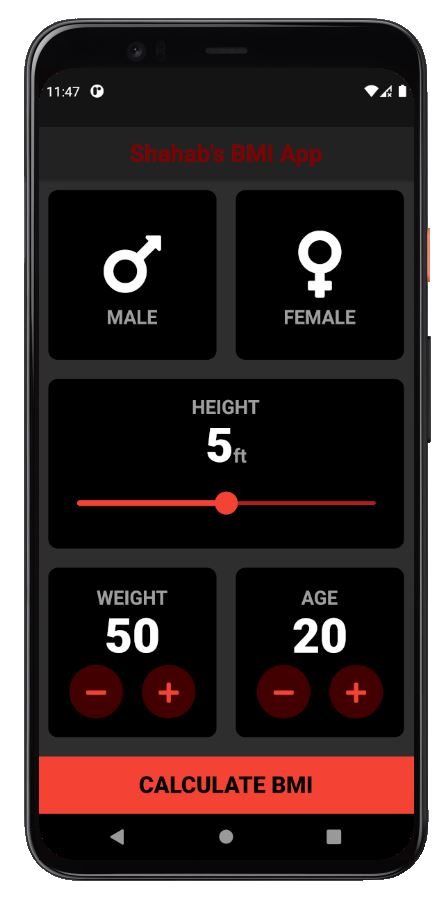 11:47
Shahab's BMI App
MALE
FEMALE
HEIGHT
5ft
WEIGHT
50
AGE
20
CALCULATE BMI